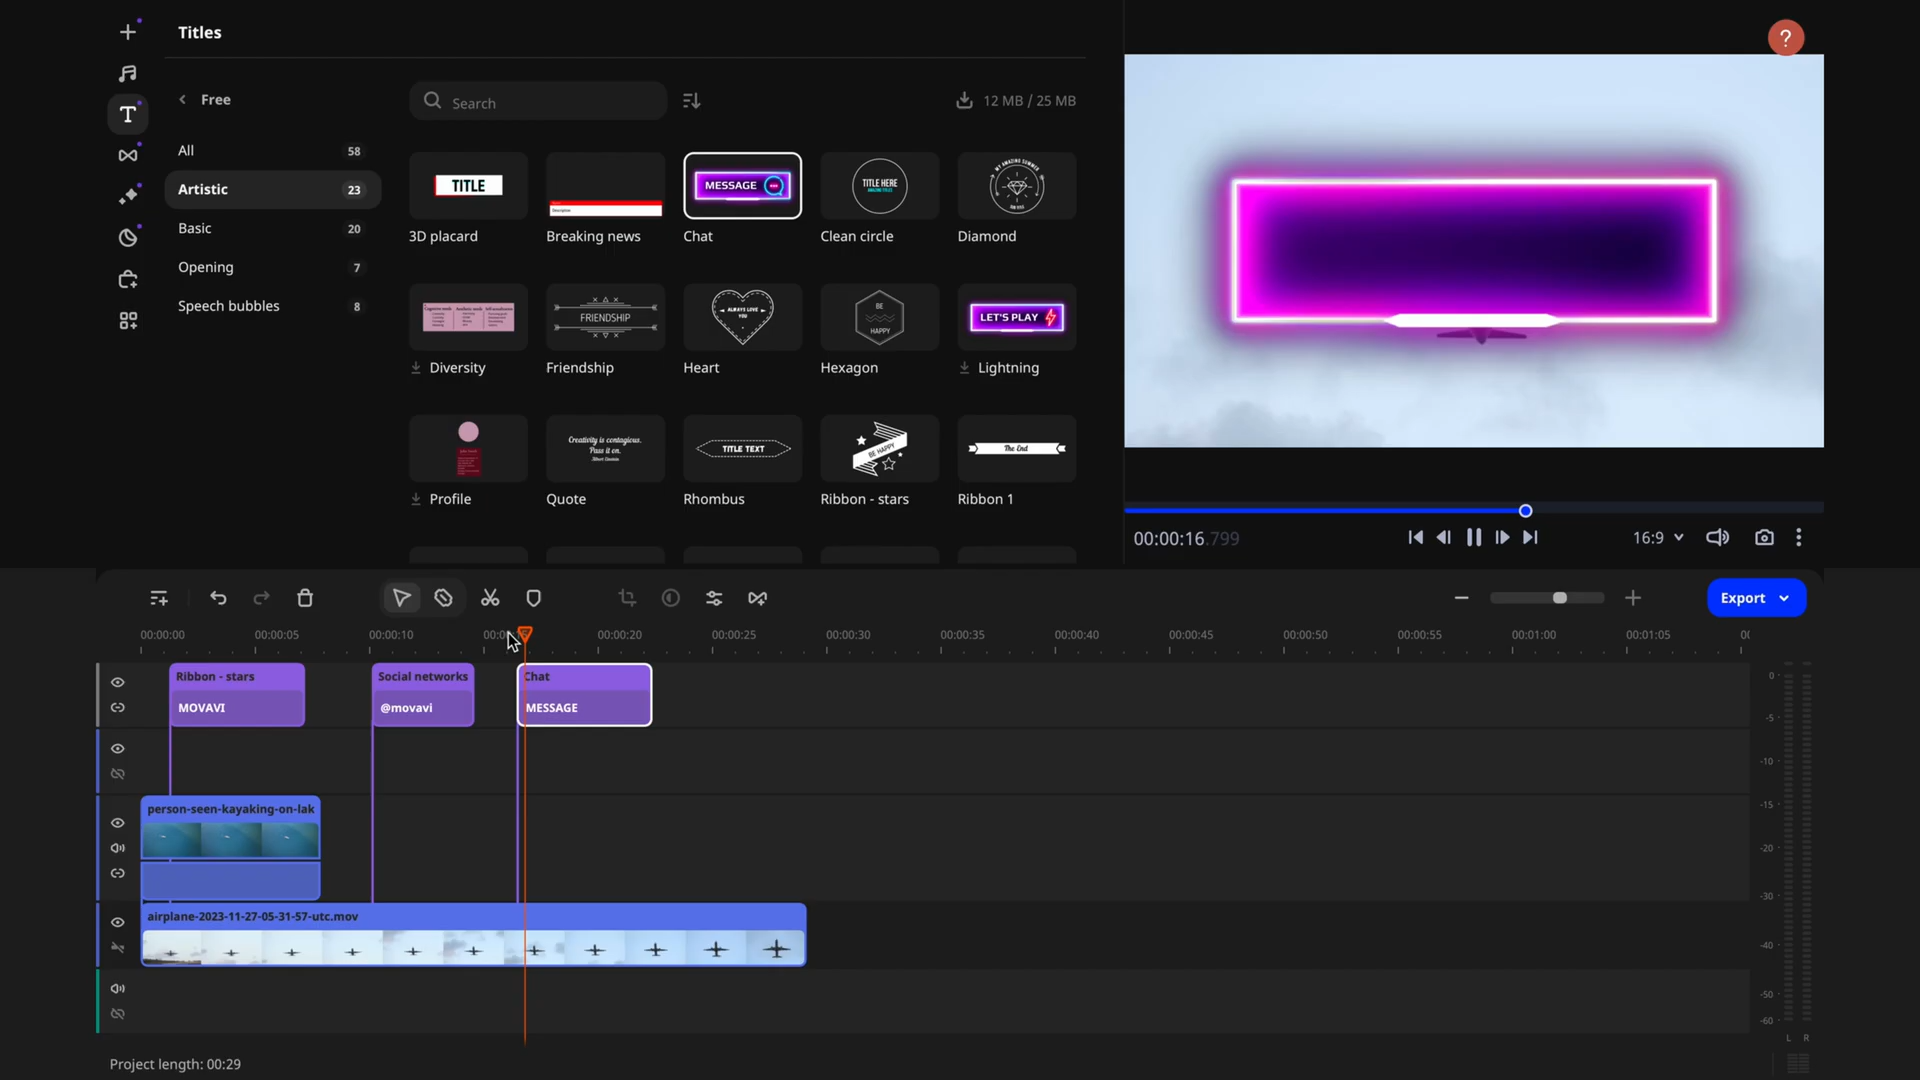 Titles
?
Free
Search
12 MB / 25 MB
All 58
Artistic 23
Basic 20
Opening 7
Speech bubbles 8
TITLE
MESSAGE
TITLE HERE
AMAZING TITLES
MY AMAZING SUMMER
3D placard
Breaking news
Chat
Clean circle
Diamond
FRIENDSHIP
ALWAYS LOVE
YOU
BE
HAPPY
LET'S PLAY
Diversity
Friendship
Heart
Hexagon
Lightning
Creativity is contagious.
Pass it on.
TITLE TEXT
BE HAPPY
The End
Profile
Quote
Rhombus
Ribbon - stars
Ribbon 1
00:00:16.799
16:9
Export
00:00:00
00:00:05
00:00:10
00:00:20
00:00:25
00:00:30
00:00:35
00:00:40
00:00:45
00:00:50
00:00:55
00:01:00
00:01:05
Ribbon - stars
MOVAVI
Social networks
@movavi
Chat
MESSAGE
person-seen-kayaking-on-lak
airplane-2023-11-27-05-31-57-utc.mov
0
-5
-10
-15
-20
-30
-40
-50
-60
L R
Project length: 00:29